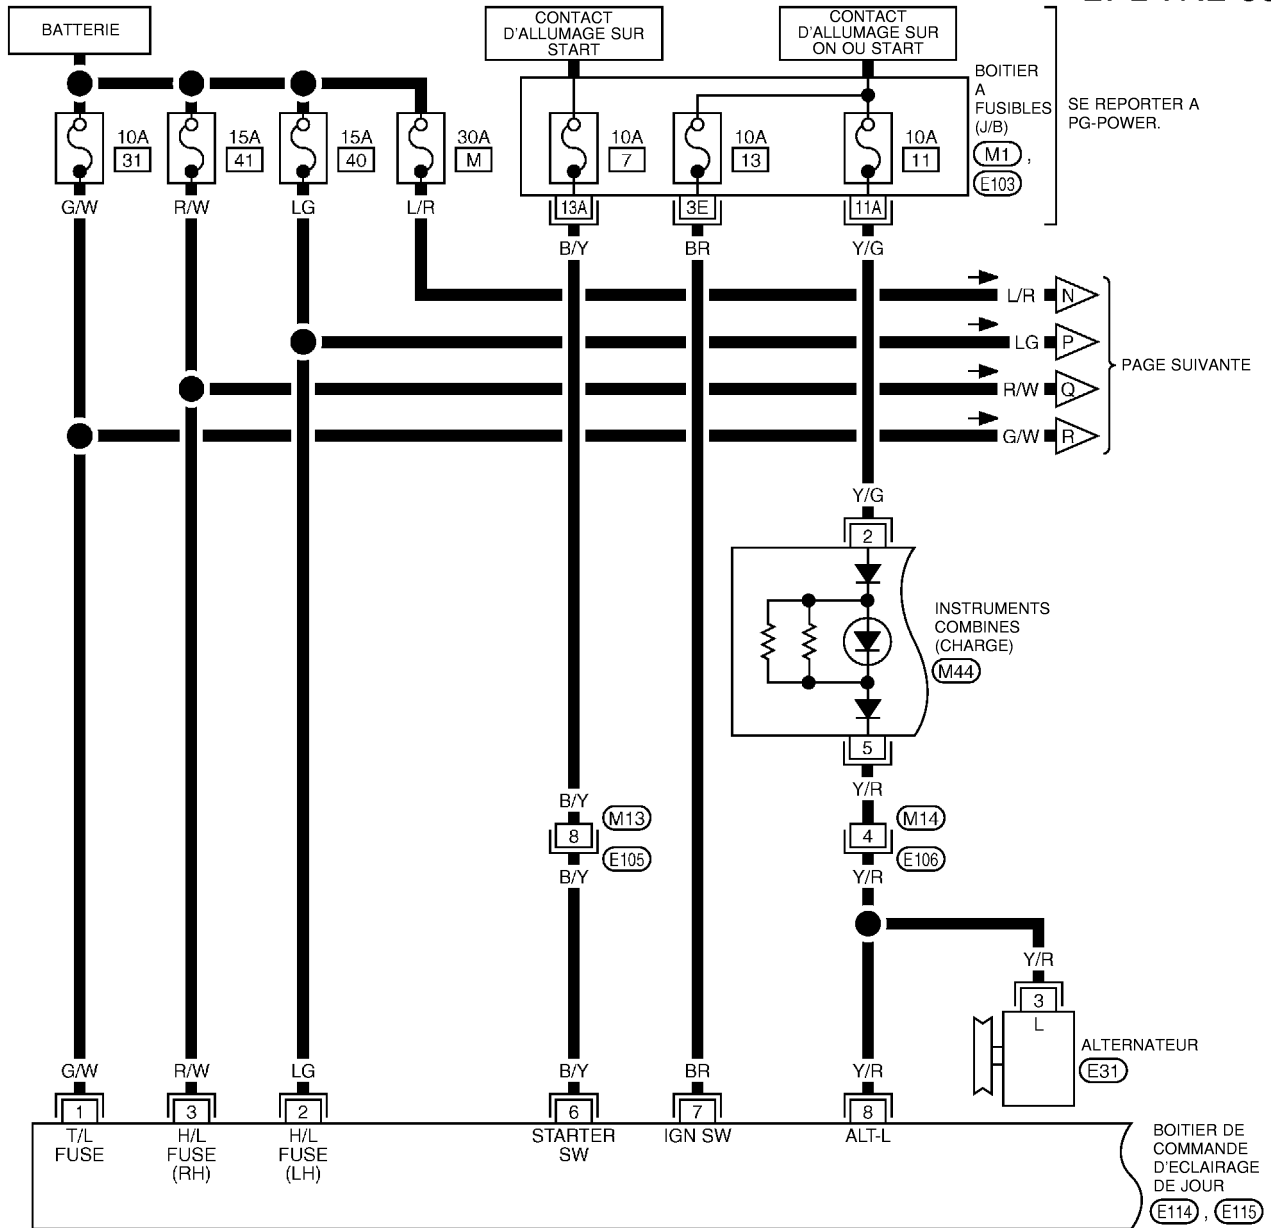 BATTERIE
CONTACT
D'ALLUMAGE SUR
START
CONTACT
D'ALLUMAGE SUR
ON OU START
BOITIER
A
FUSIBLES
(J/B)
M1 ,
E103
SE REPORTER A
PG-POWER.
10A
31
15A
41
15A
40
30A
M
10A
7
10A
13
10A
11
G/W
R/W
LG
L/R
13A
3E
11A
B/Y
BR
Y/G
L/R N
LG P
R/W Q
G/W R
PAGE SUIVANTE
Y/G
2
INSTRUMENTS
COMBINES
(CHARGE)
M44
5
Y/R
B/Y
M13
8
E105
B/Y
M14
4
E106
Y/R
Y/R
3
L
ALTERNATEUR
E31
G/W
R/W
LG
B/Y
BR
Y/R
1
3
2
6
7
8
T/L
FUSE
H/L
FUSE
(RH)
H/L
FUSE
(LH)
STARTER
SW
IGN SW
ALT-L
BOITIER DE
COMMANDE
D'ECLAIRAGE
DE JOUR
E114 , E115